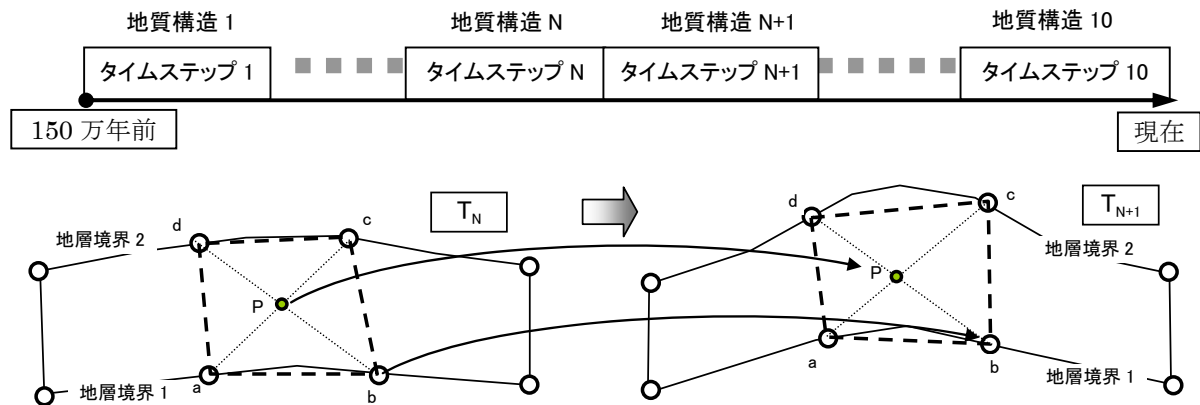 地質構造 1
地質構造 N
地質構造 N+1
地質構造 10
タイムステップ 1
タイムステップ N
タイムステップ N+1
タイムステップ 10
150 万年前
現在
T_N
T_{N+1}
d
c
地層境界 2
P
a
b
地層境界 1
d
c
地層境界 2
P
a
b
地層境界 1